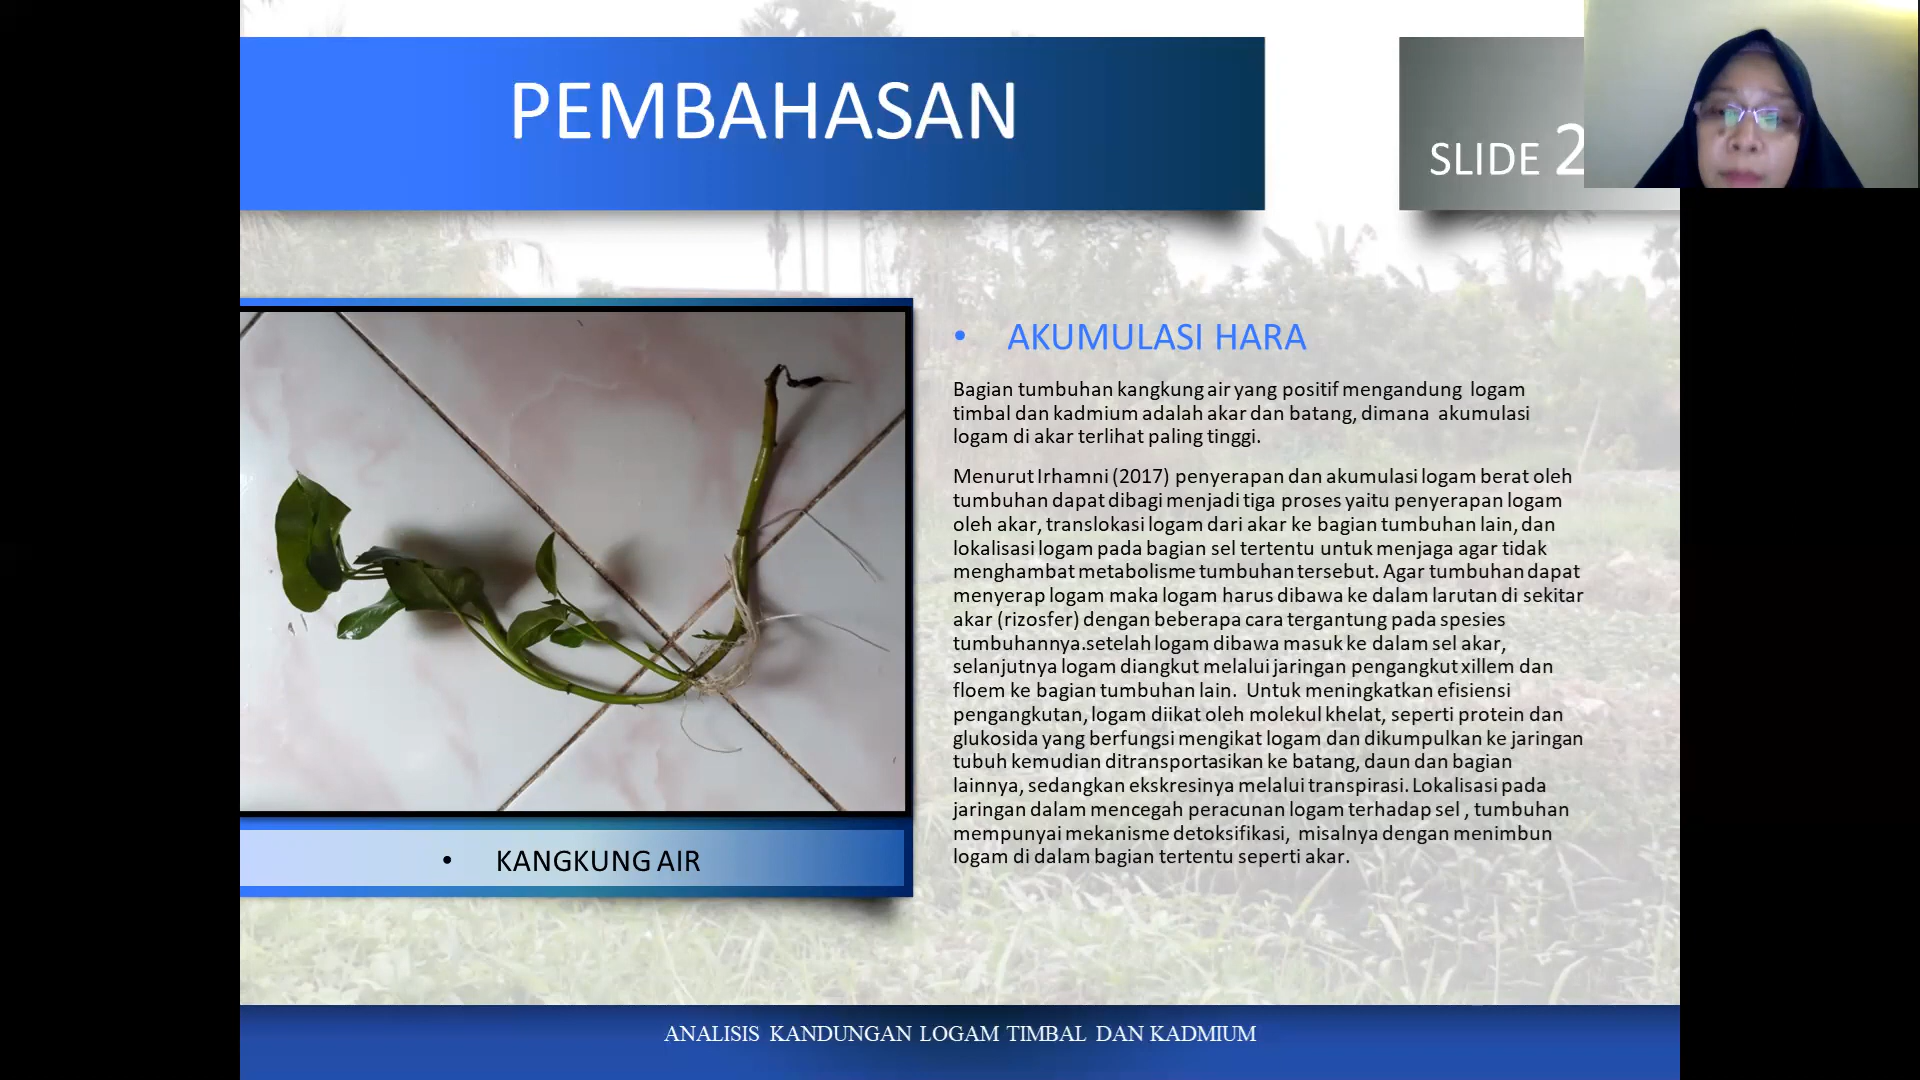 PEMBAHASAN
SLIDE 2
• AKUMULASI HARA
Bagian tumbuhan kangkung air yang positif mengandung logam
timbal dan kadmium adalah akar dan batang, dimana akumulasi
logam di akar terlihat paling tinggi.
Menurut Irhamni (2017) penyerapan dan akumulasi logam berat oleh
tumbuhan dapat dibagi menjadi tiga proses yaitu penyerapan logam
oleh akar, translokasi logam dari akar ke bagian tumbuhan lain, dan
lokalisasi logam pada bagian sel tertentu untuk menjaga agar tidak
menghambat metabolisme tumbuhan tersebut. Agar tumbuhan dapat
menyerap logam maka logam harus dibawa ke dalam larutan di sekitar
akar (rizosfer) dengan beberapa cara tergantung pada spesies
tumbuhannya.setelah logam dibawa masuk ke dalam sel akar,
selanjutnya logam diangkut melalui jaringan pengangkut xillem dan
floem ke bagian tumbuhan lain. Untuk meningkatkan efisiensi
pengangkutan, logam diikat oleh molekul khelat, seperti protein dan
glukosida yang berfungsi mengikat logam dan dikumpulkan ke jaringan
tubuh kemudian ditransportasikan ke batang, daun dan bagian
lainnya, sedangkan ekskresinya melalui transpirasi. Lokalisasi pada
jaringan dalam mencegah peracunan logam terhadap sel , tumbuhan
mempunyai mekanisme detoksifikasi, misalnya dengan menimbun
logam di dalam bagian tertentu seperti akar.
• KANGKUNG AIR
ANALISIS KANDUNGAN LOGAM TIMBAL DAN KADMIUM